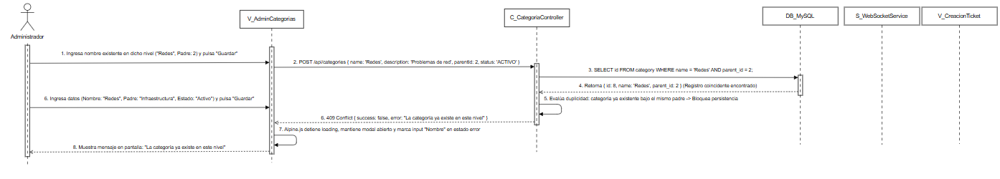 Administrador
V_AdminCategorias
C_CategoriaController
DB_MySQL
S_WebSocketService
V_CreacionTicket
1. Ingresa nombre existente en dicho nivel ("Redes", Padre: 2) y pulsa "Guardar"
2. POST /api/categories { name: 'Redes', description: 'Problemas de red', parentId: 2, status: 'ACTIVO' }
3. SELECT id FROM category WHERE name = 'Redes' AND parent_id = 2;
4. Retorna { id: 8, name: 'Redes', parent_id: 2 } (Registro coincidente encontrado)
6. Ingresa datos (Nombre: "Redes", Padre: "Infraestructura", Estado: "Activo") y pulsa "Guardar"
5. Evalúa duplicidad: categoría ya existente bajo el mismo padre -> Bloquea persistencia
6. 409 Conflict { success: false, error: "La categoría ya existe en este nivel" }
7. Alpine.js detiene loading, mantiene modal abierto y marca input "Nombre" en estado error
8. Muestra mensaje en pantalla: "La categoría ya existe en este nivel"